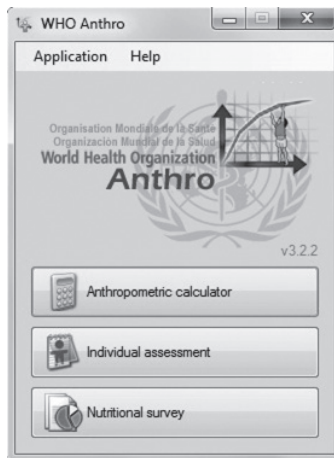 WHO Anthro
Application Help
Organisation Mondiale de la Santé
Organización Mundial de la Salud
World Health Organization
Anthro
v3.2.2
Anthropometric calculator
Individual assessment
Nutritional survey